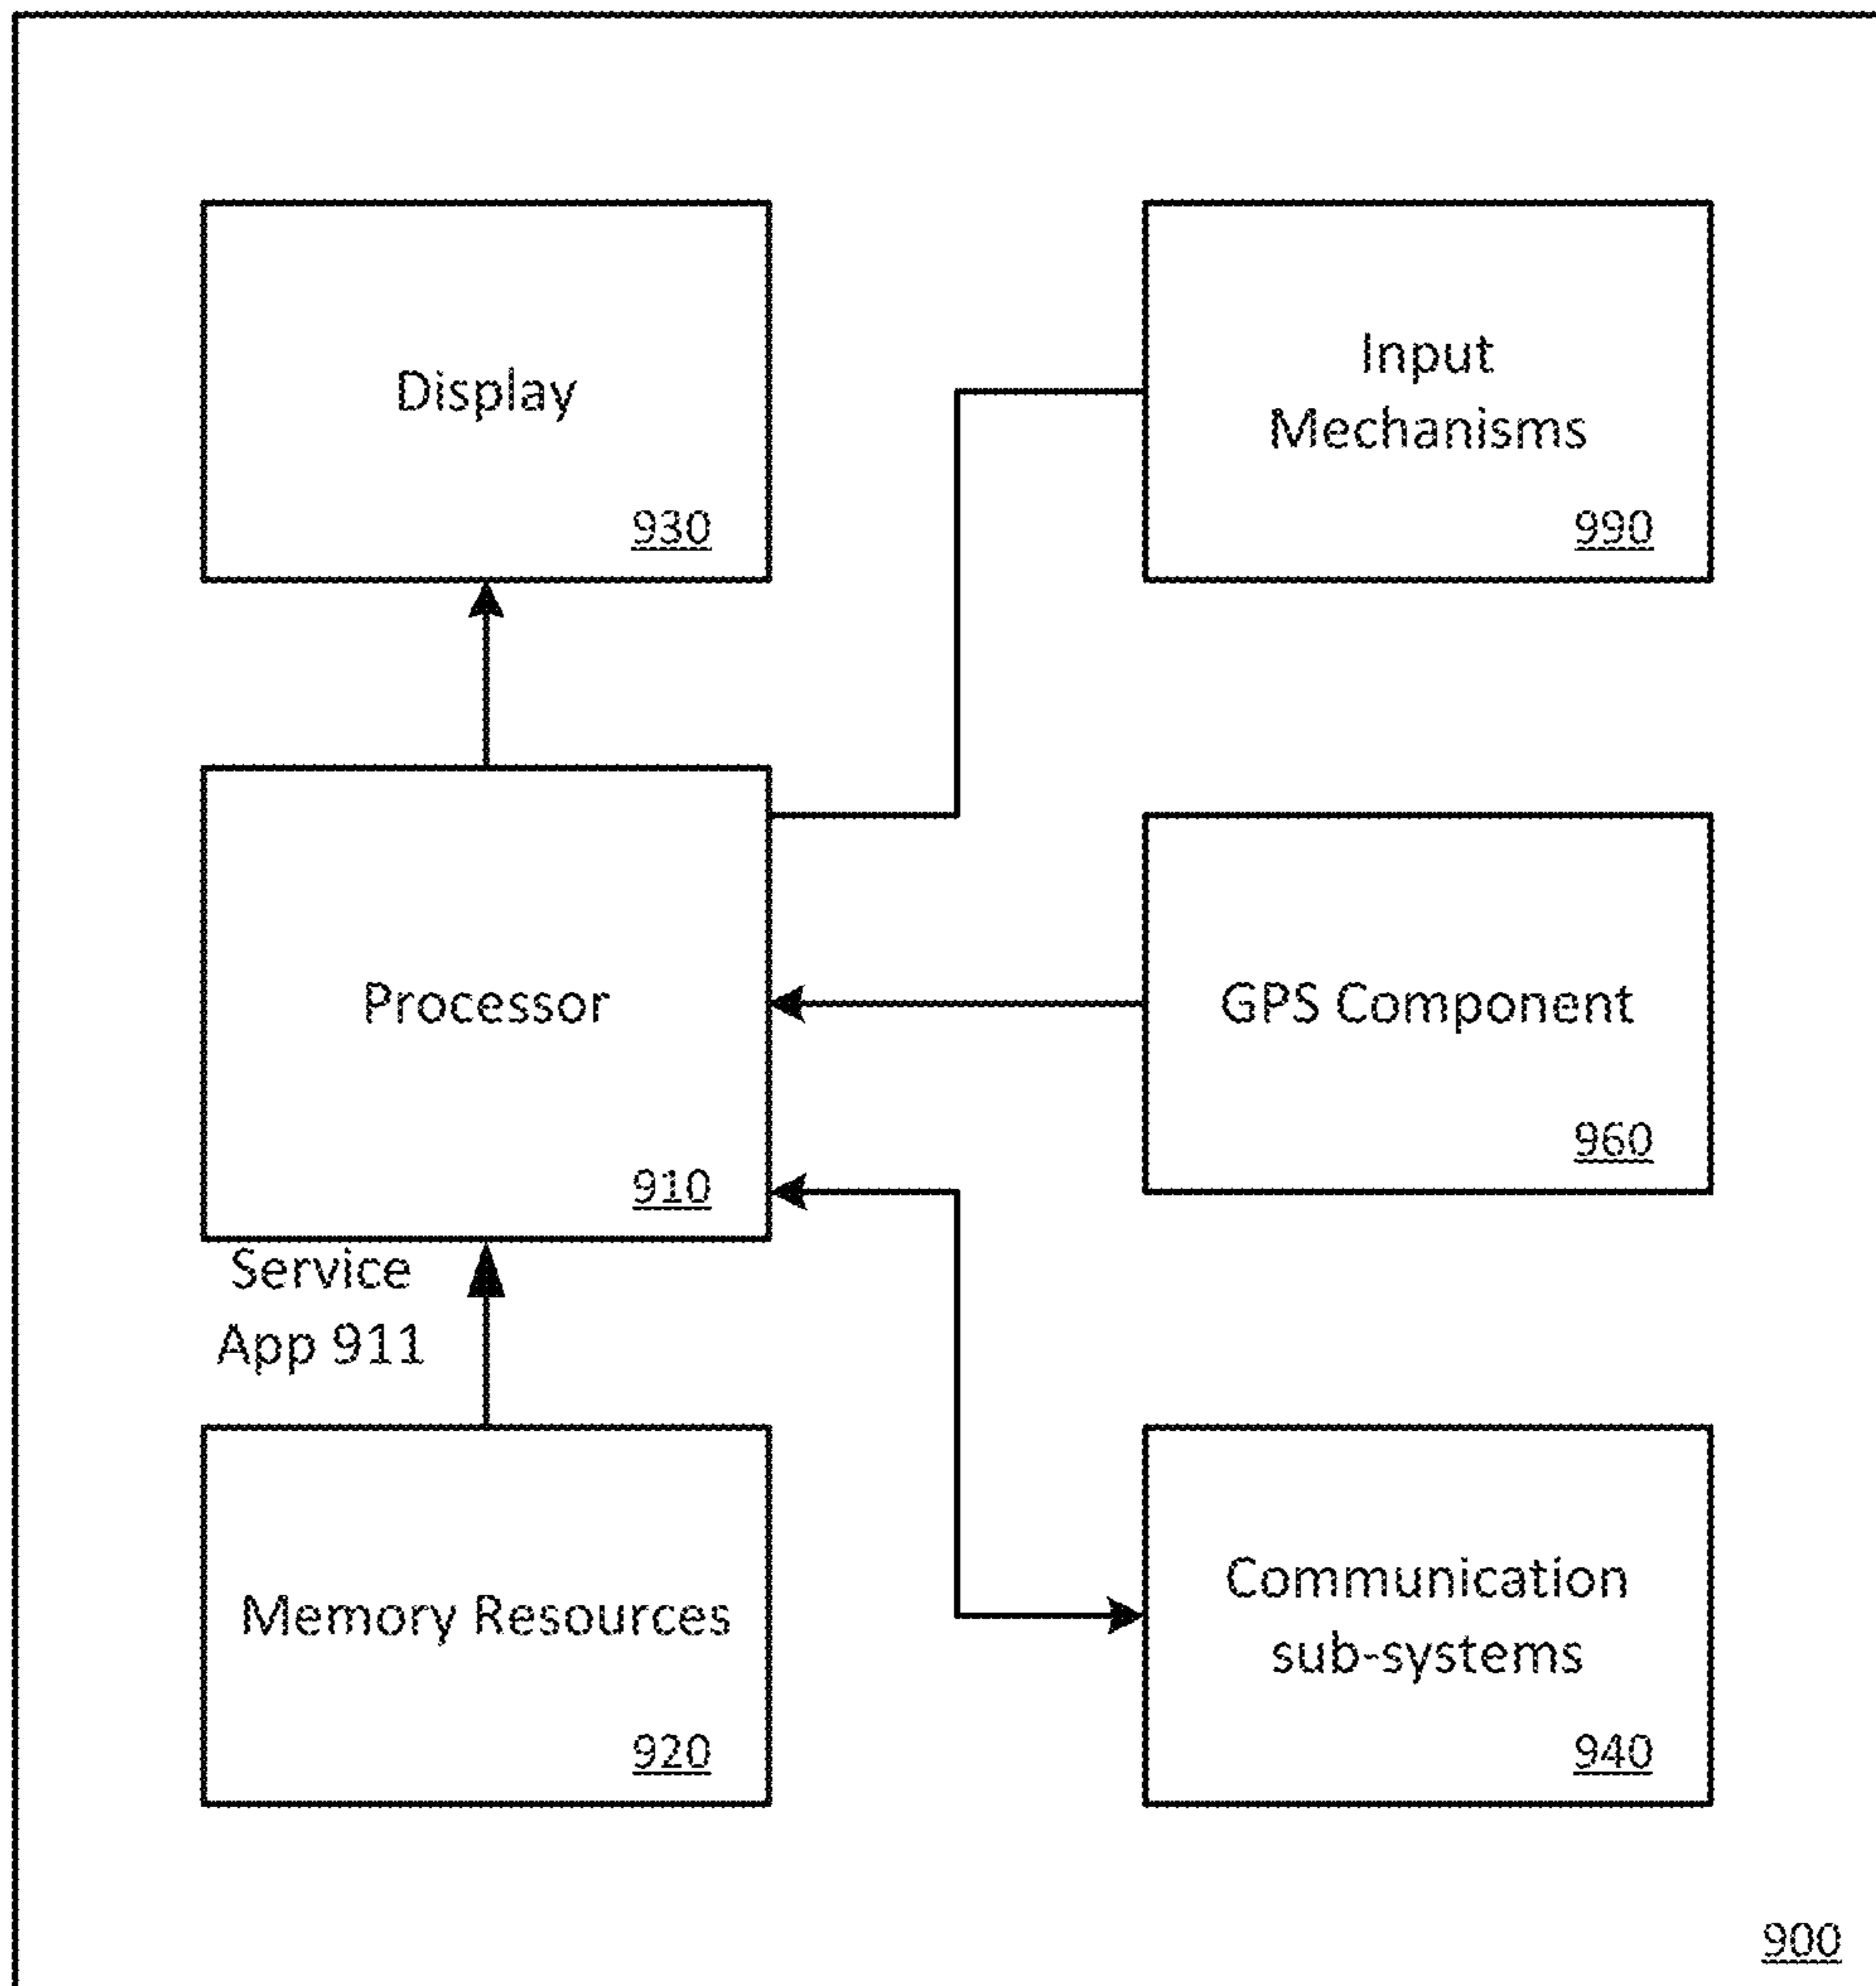 Display
930
Input
Mechanisms
990
Processor
910
GPS Component
960
Service
App 911
Memory Resources
920
Communication
sub-systems
940
900